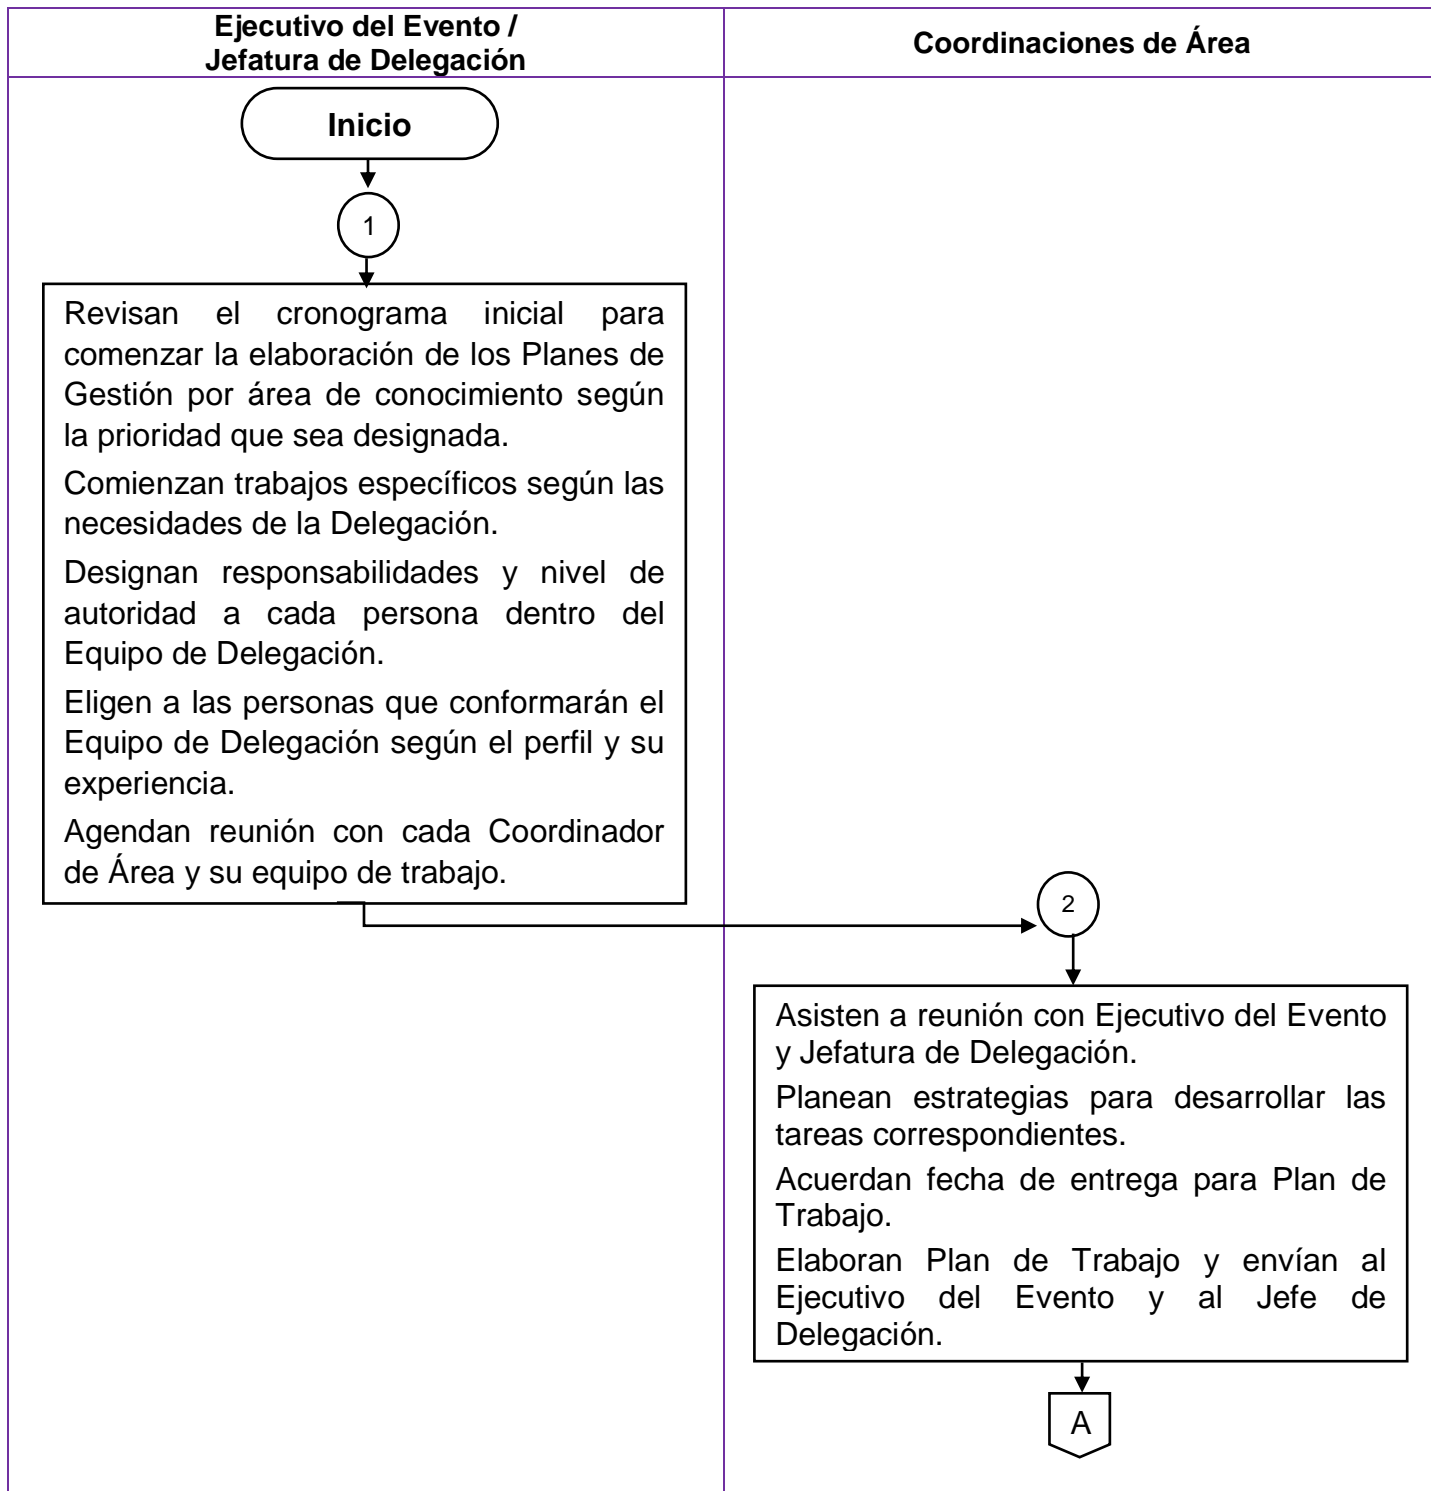 Ejecutivo del Evento /
Jefatura de Delegación
Coordinaciones de Área
Inicio
1
Revisan el cronograma inicial para
comenzar la elaboración de los Planes de
Gestión por área de conocimiento según
la prioridad que sea designada.
Comienzan trabajos específicos según las
necesidades de la Delegación.
Designan responsabilidades y nivel de
autoridad a cada persona dentro del
Equipo de Delegación.
Eligen a las personas que conformarán el
Equipo de Delegación según el perfil y su
experiencia.
Agendan reunión con cada Coordinador
de Área y su equipo de trabajo.
2
Asisten a reunión con Ejecutivo del Evento
y Jefatura de Delegación.
Planean estrategias para desarrollar las
tareas correspondientes.
Acuerdan fecha de entrega para Plan de
Trabajo.
Elaboran Plan de Trabajo y envían al
Ejecutivo del Evento y al Jefe de
Delegación.
A